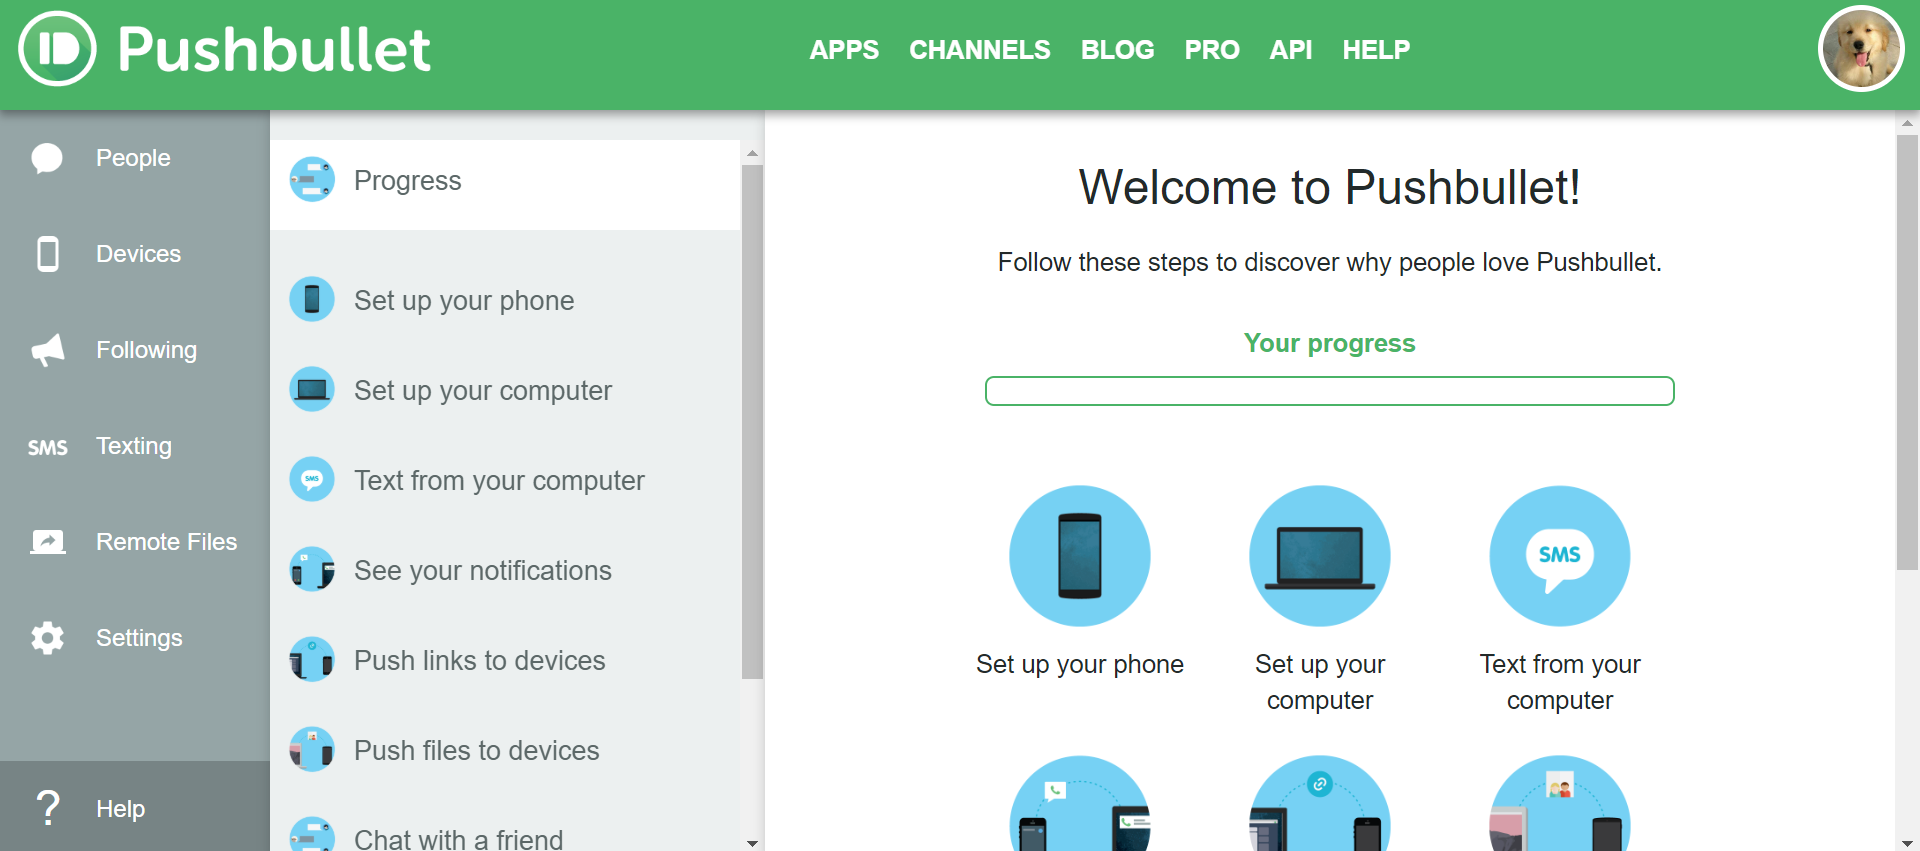 Pushbullet
APPS CHANNELS BLOG PRO API HELP
People
Devices
Following
SMS Texting
Remote Files
Settings
? Help
Progress
Set up your phone
Set up your computer
SMS Text from your computer
See your notifications
Push links to devices
Push files to devices
Chat with a friend
Welcome to Pushbullet!
Follow these steps to discover why people love Pushbullet.
Your progress
SMS
Set up your phone
Set up your
computer
Text from your
computer